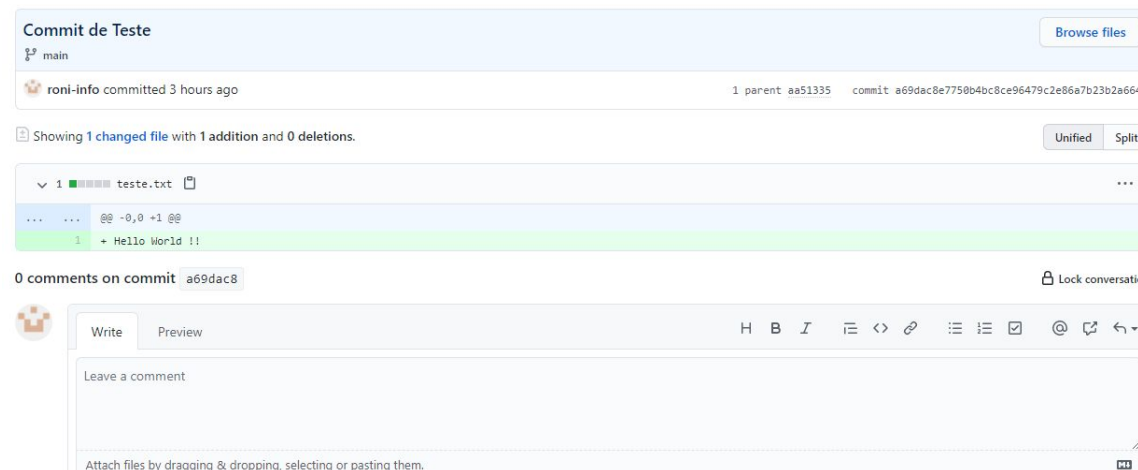 Commit de Teste
Browse files
main
roni-info committed 3 hours ago
1 parent aa51335 commit a69dac8e7750b4bc8ce96479c2e86a7b23b2a664
Showing 1 changed file with 1 addition and 0 deletions.
Unified Split
1 teste.txt
... ... @@ -0,0 +1 @@
1 + Hello World !!
0 comments on commit a69dac8
Lock conversati
Write Preview
Leave a comment
Attach files by dragging & dropping, selecting or pasting them.